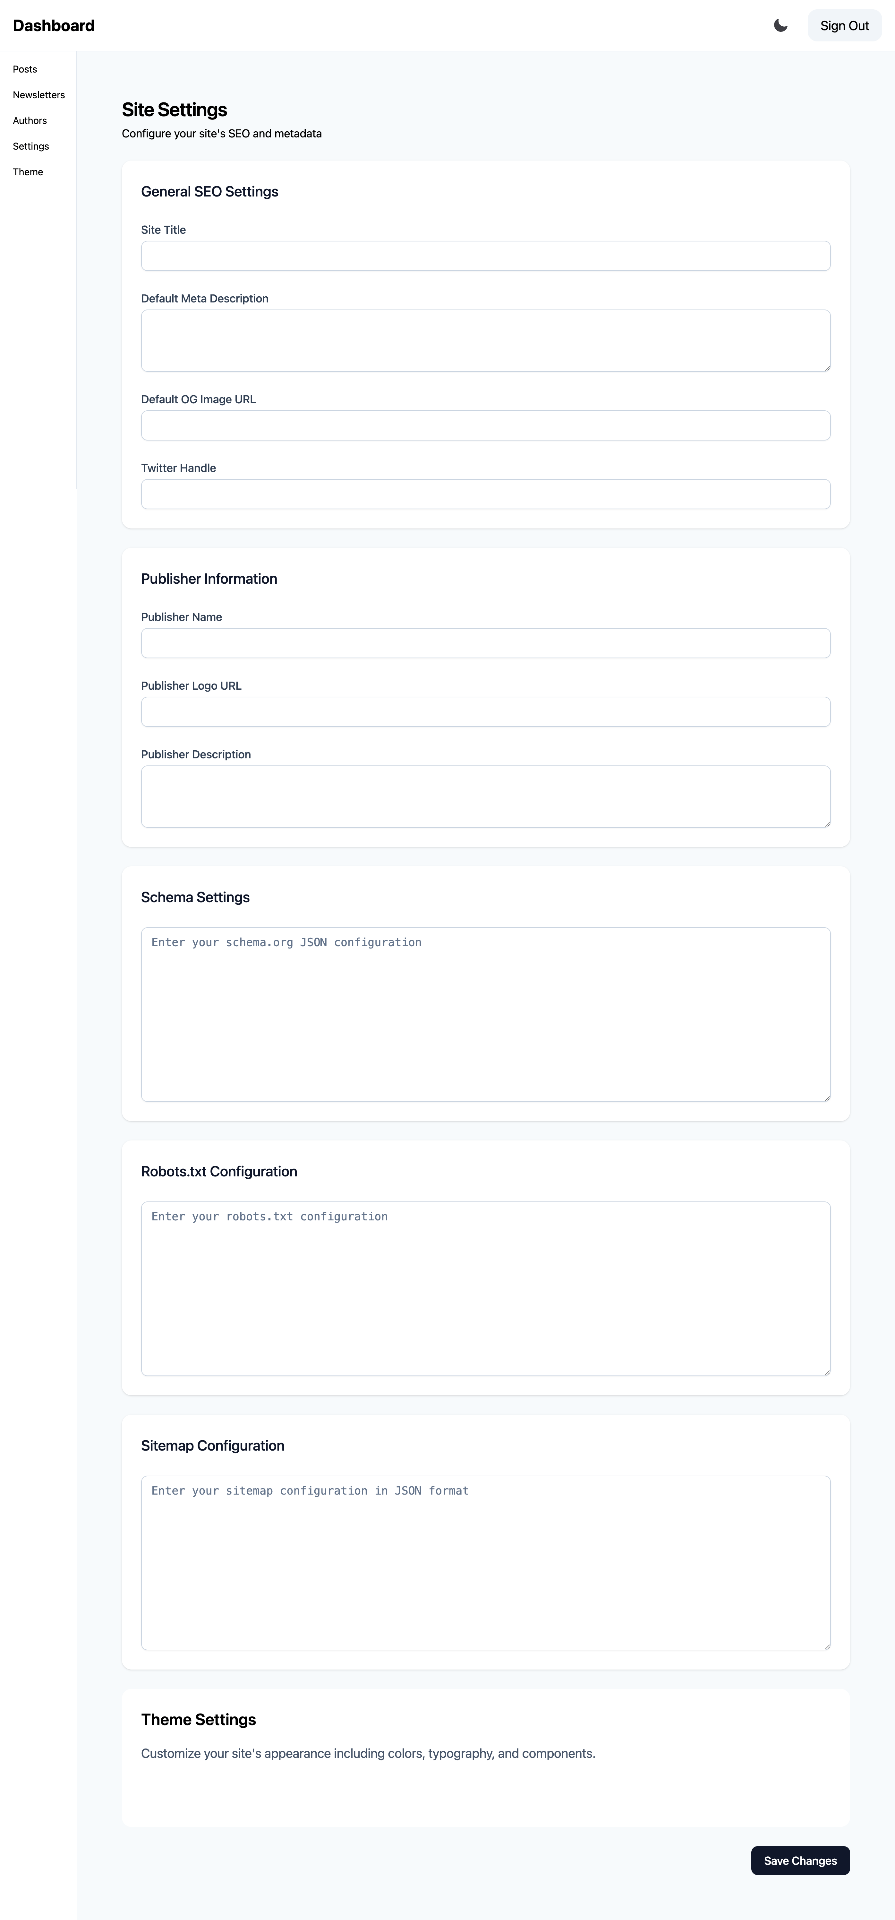 Dashboard
Sign Out
Posts
Newsletters
Authors
Settings
Theme
Site Settings
Configure your site's SEO and metadata
General SEO Settings
Site Title
Default Meta Description
Default OG Image URL
Twitter Handle
Publisher Information
Publisher Name
Publisher Logo URL
Publisher Description
Schema Settings
Enter your schema.org JSON configuration
Robots.txt Configuration
Enter your robots.txt configuration
Sitemap Configuration
Enter your sitemap configuration in JSON format
Theme Settings
Customize your site's appearance including colors, typography, and components.
Save Changes